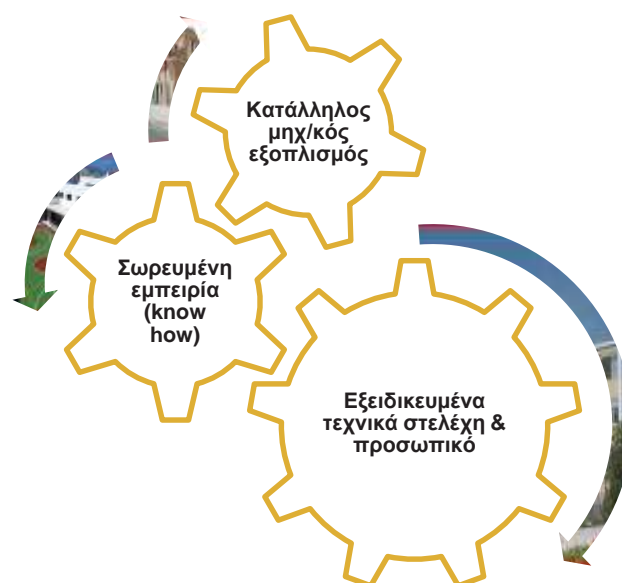 Κατάλληλος
μηχ/κός
εξοπλισμός
Σωρευμένη
εμπειρία
(know
how)
Εξειδικευμένα
τεχνικά στελέχη &
προσωπικό